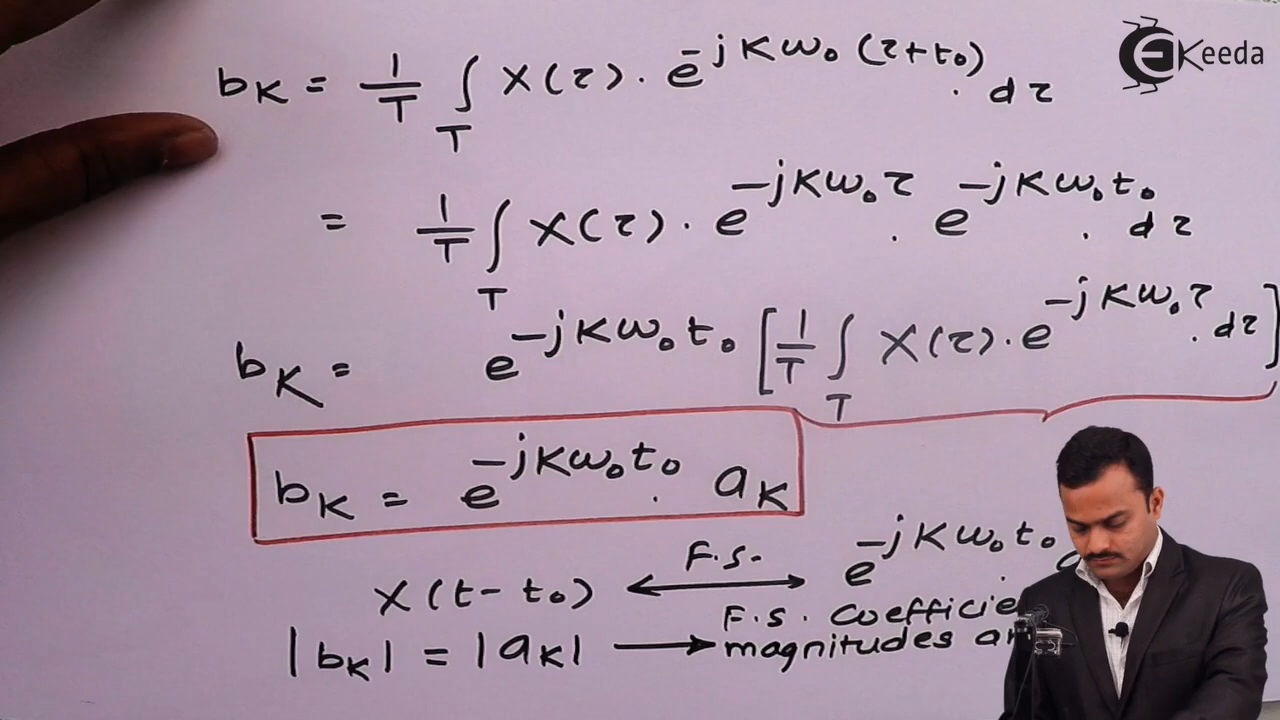 EKeeda
bK = 1/T ∫T x(τ) . e^-jKω₀(τ+t₀) . dτ
= 1/T ∫T x(τ) . e^-jKω₀τ . e^-jKω₀t₀ . dτ
bK = e^-jKω₀t₀ [1/T ∫T x(τ) . e^-jKω₀τ . dτ]
bK = e^-jKω₀t₀ . aK
x(t-t₀) ⟷ F.S. e^-jKω₀t₀ .
F.S. coefficie
|bK| = |aK| ⟶ magnitudes